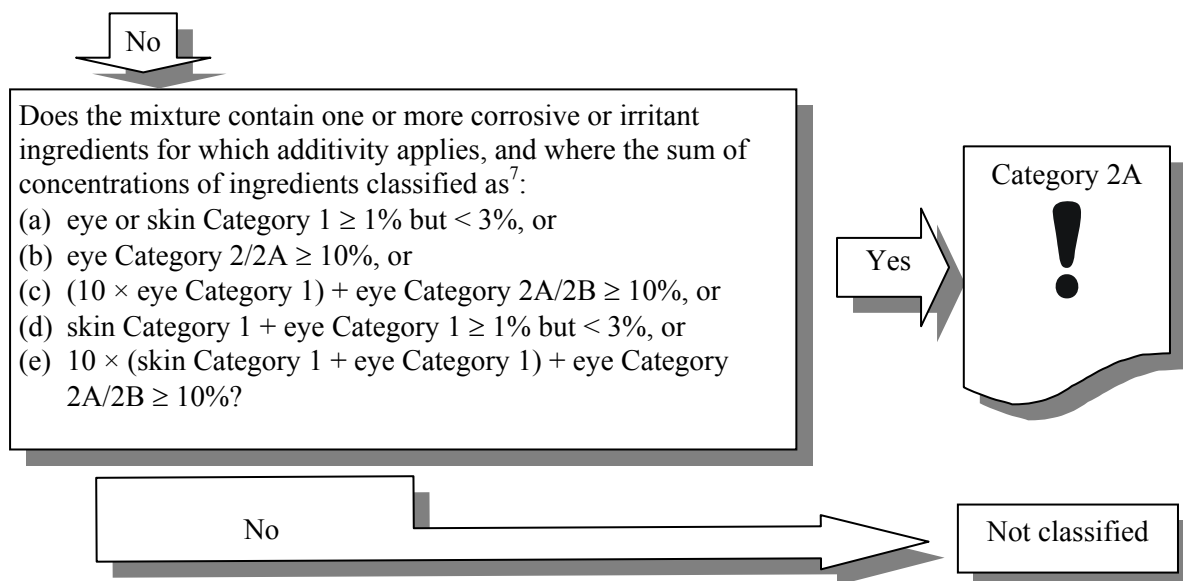 No
Does the mixture contain one or more corrosive or irritant
ingredients for which additivity applies, and where the sum of
concentrations of ingredients classified as⁷:
(a) eye or skin Category 1 ≥ 1% but < 3%, or
(b) eye Category 2/2A ≥ 10%, or
(c) (10 × eye Category 1) + eye Category 2A/2B ≥ 10%, or
(d) skin Category 1 + eye Category 1 ≥ 1% but < 3%, or
(e) 10 × (skin Category 1 + eye Category 1) + eye Category
2A/2B ≥ 10%?
Yes
Category 2A
!
No
Not classified